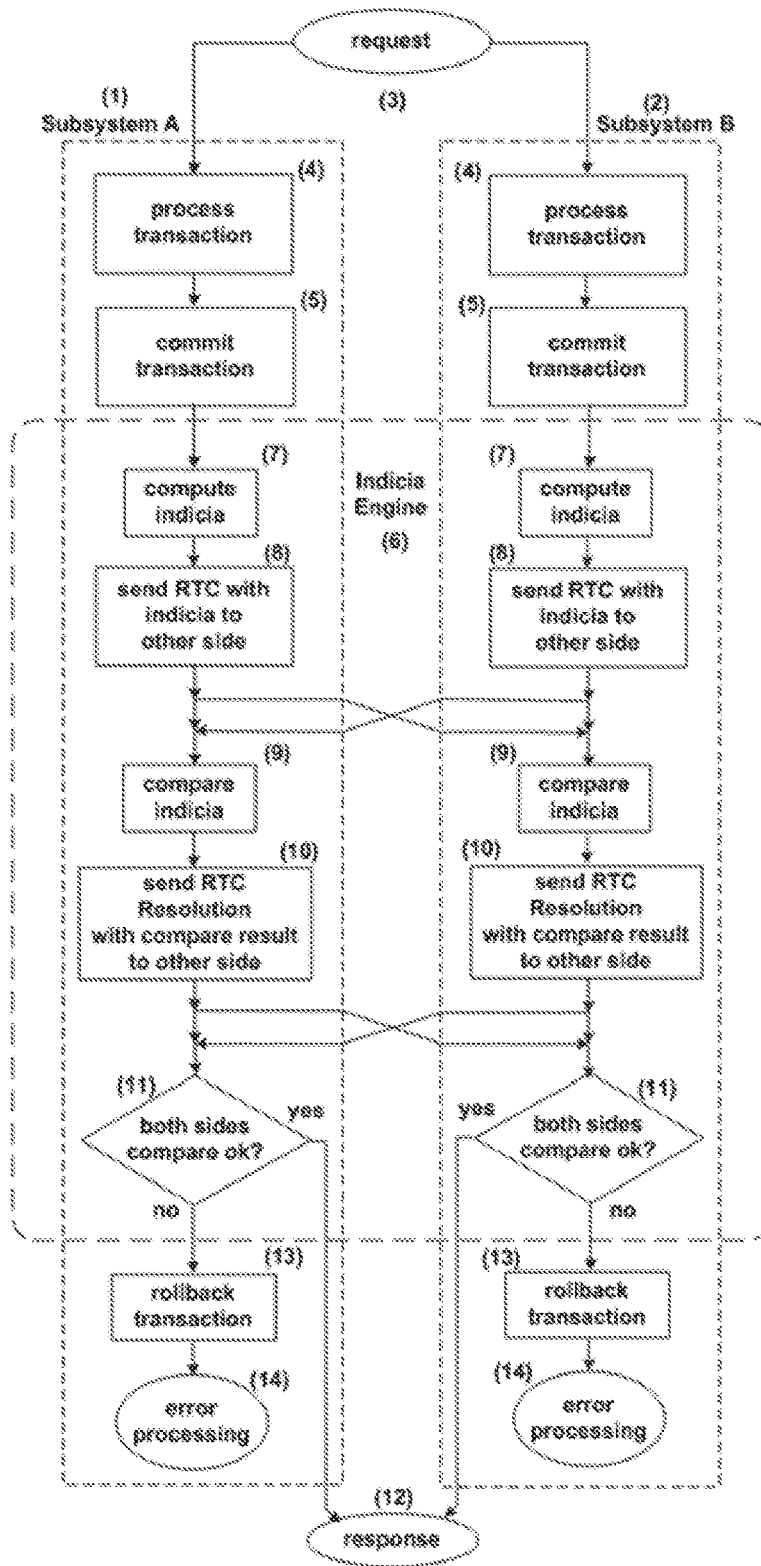 request
(3)
(1)
Subsystem A
(2)
Subsystem B
(4)
process
transaction
(4)
process
transaction
(5)
commit
transaction
(5)
commit
transaction
Indicia
Engine
(6)
(7)
compute
indicia
(7)
compute
indicia
(8)
send RTC with
indicia to
other side
(8)
send RTC with
indicia to
other side
(9)
compare
indicia
(9)
compare
indicia
(10)
send RTC
Resolution
with compare result
to other side
(10)
send RTC
Resolution
with compare result
to other side
(11)
both sides
compare ok?
yes
no
(11)
both sides
compare ok?
yes
no
(13)
rollback
transaction
(13)
rollback
transaction
(14)
error
processing
(14)
error
processing
(12)
response